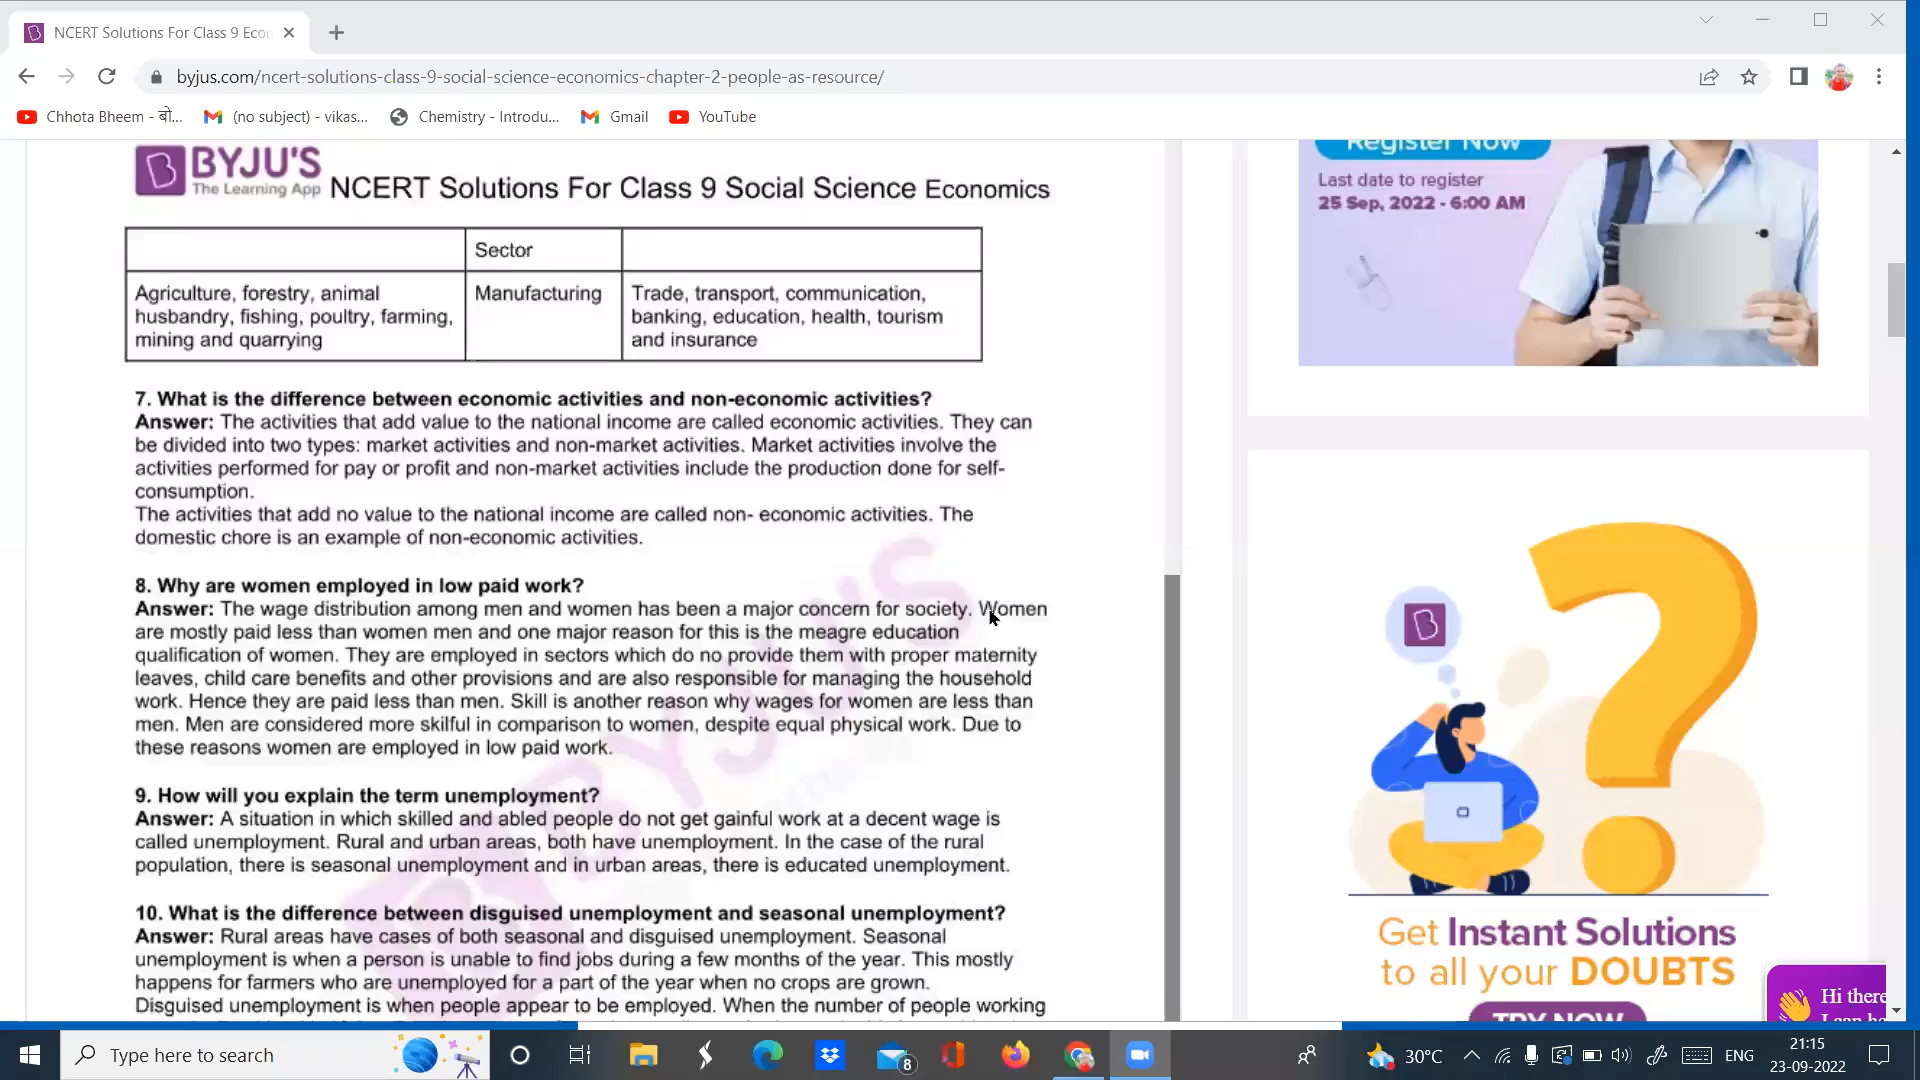 NCERT Solutions For Class 9 Econ
byjus.com/ncert-solutions-class-9-social-science-economics-chapter-2-people-as-resource/
Chhota Bheem - बो... (no subject) - vikas... Chemistry - Introdu... Gmail YouTube
BYJU'S
The Learning App
NCERT Solutions For Class 9 Social Science Economics
Sector
Agriculture, forestry, animal
husbandry, fishing, poultry, farming,
mining and quarrying
Manufacturing
Trade, transport, communication,
banking, education, health, tourism
and insurance
7. What is the difference between economic activities and non-economic activities?
Answer: The activities that add value to the national income are called economic activities. They can
be divided into two types: market activities and non-market activities. Market activities involve the
activities performed for pay or profit and non-market activities include the production done for self-
consumption.
The activities that add no value to the national income are called non- economic activities. The
domestic chore is an example of non-economic activities.
8. Why are women employed in low paid work?
Answer: The wage distribution among men and women has been a major concern for society. Women
are mostly paid less than women men and one major reason for this is the meagre education
qualification of women. They are employed in sectors which do no provide them with proper maternity
leaves, child care benefits and other provisions and are also responsible for managing the household
work. Hence they are paid less than men. Skill is another reason why wages for women are less than
men. Men are considered more skilful in comparison to women, despite equal physical work. Due to
these reasons women are employed in low paid work.
9. How will you explain the term unemployment?
Answer: A situation in which skilled and abled people do not get gainful work at a decent wage is
called unemployment. Rural and urban areas, both have unemployment. In the case of the rural
population, there is seasonal unemployment and in urban areas, there is educated unemployment.
10. What is the difference between disguised unemployment and seasonal unemployment?
Answer: Rural areas have cases of both seasonal and disguised unemployment. Seasonal
unemployment is when a person is unable to find jobs during a few months of the year. This mostly
happens for farmers who are unemployed for a part of the year when no crops are grown.
Disguised unemployment is when people appear to be employed. When the number of people working
BYJU'S
Register Now
Last date to register
25 Sep, 2022 - 6:00 AM
Get Instant Solutions
to all your DOUBTS
TRY NOW
Hi there
Type here to search
8
30°C
ENG
21:15
23-09-2022